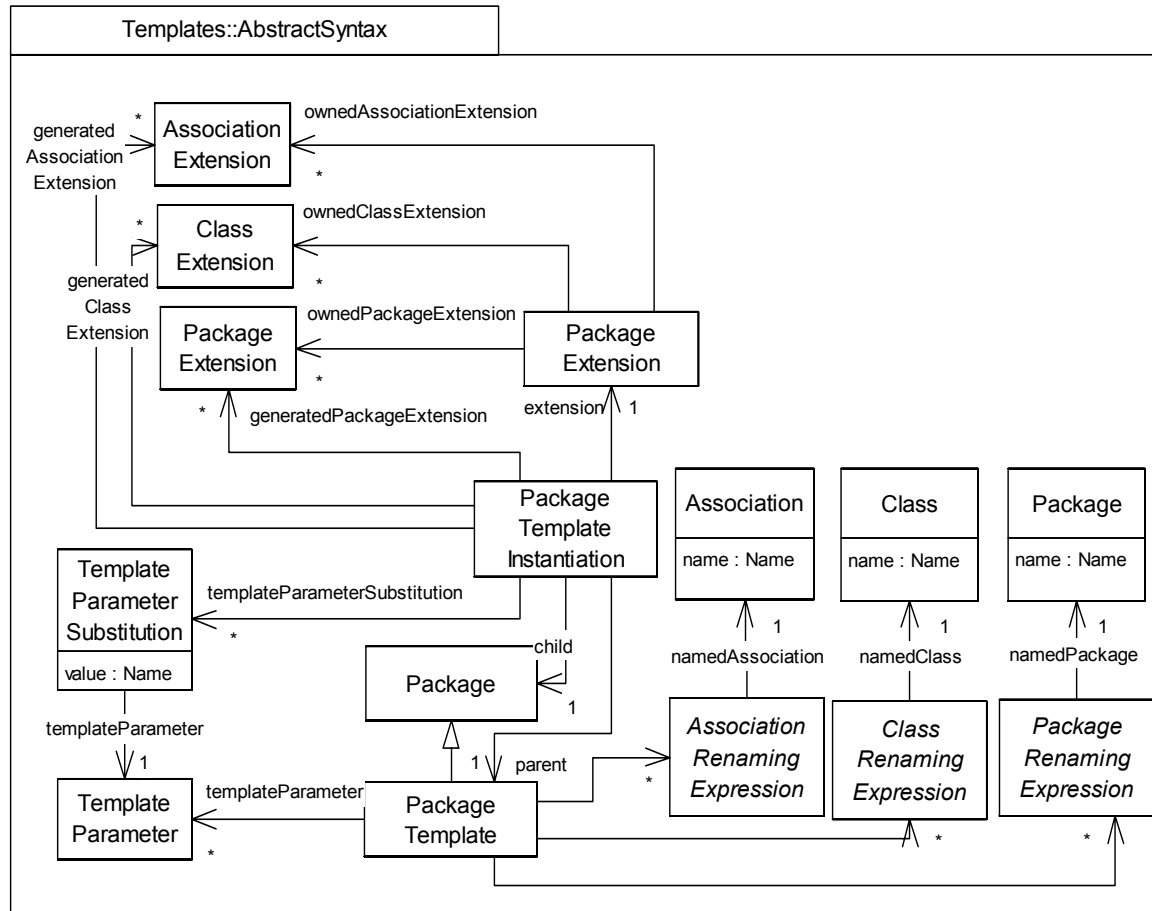 Templates::AbstractSyntax
ownedAssociationExtension
generated
Association
Extension
*
Association
Extension
*
ownedClassExtension
*
Class
Extension
*
generated
Class
Extension
ownedPackageExtension
Package
Extension
*
Package
Extension
*
generatedPackageExtension
extension
1
Package
Template
Instantiation
Association
name : Name
Class
name : Name
Package
name : Name
Template
Parameter
Substitution
value : Name
templateParameterSubstitution
*
child
1
Package
1
namedAssociation
1
namedClass
1
namedPackage
templateParameter
1
1
parent
Association
Renaming
Expression
*
Class
Renaming
Expression
*
Package
Renaming
Expression
*
Template
Parameter
templateParameter
*
Package
Template